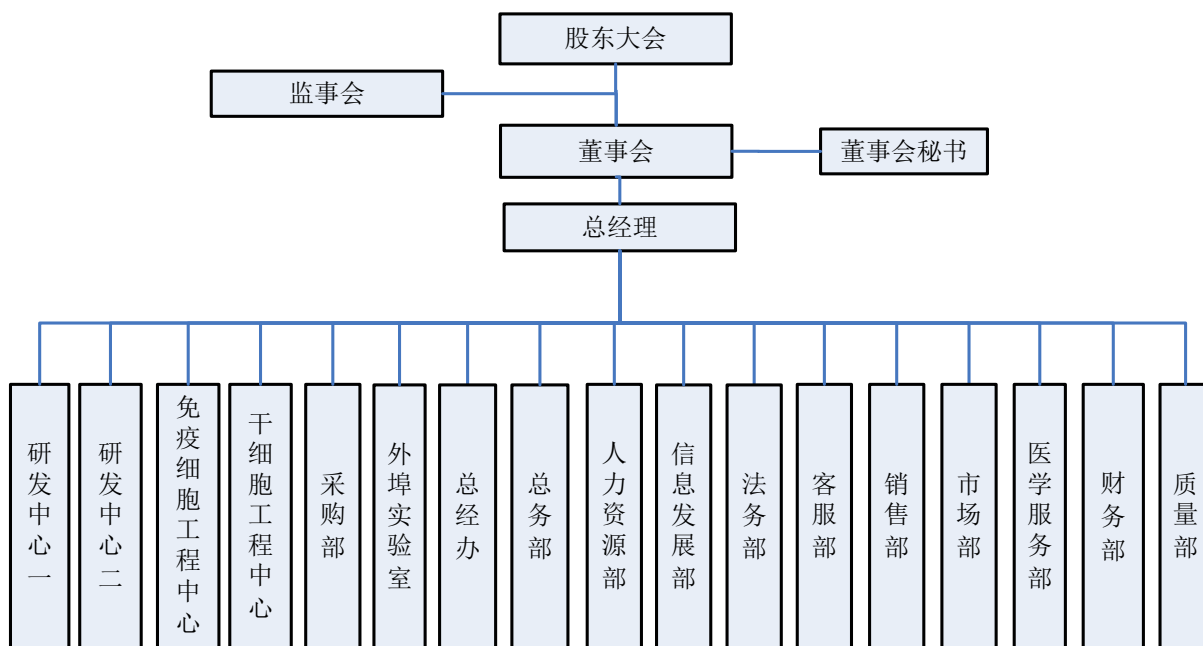 股东大会
监事会
董事会
董事会秘书
总经理
研发中心一
研发中心二
免疫细胞工程中心
干细胞工程中心
采购部
外埠实验室
总经办
总务部
人力资源部
信息发展部
法务部
客服部
销售部
市场部
医学服务部
财务部
质量部